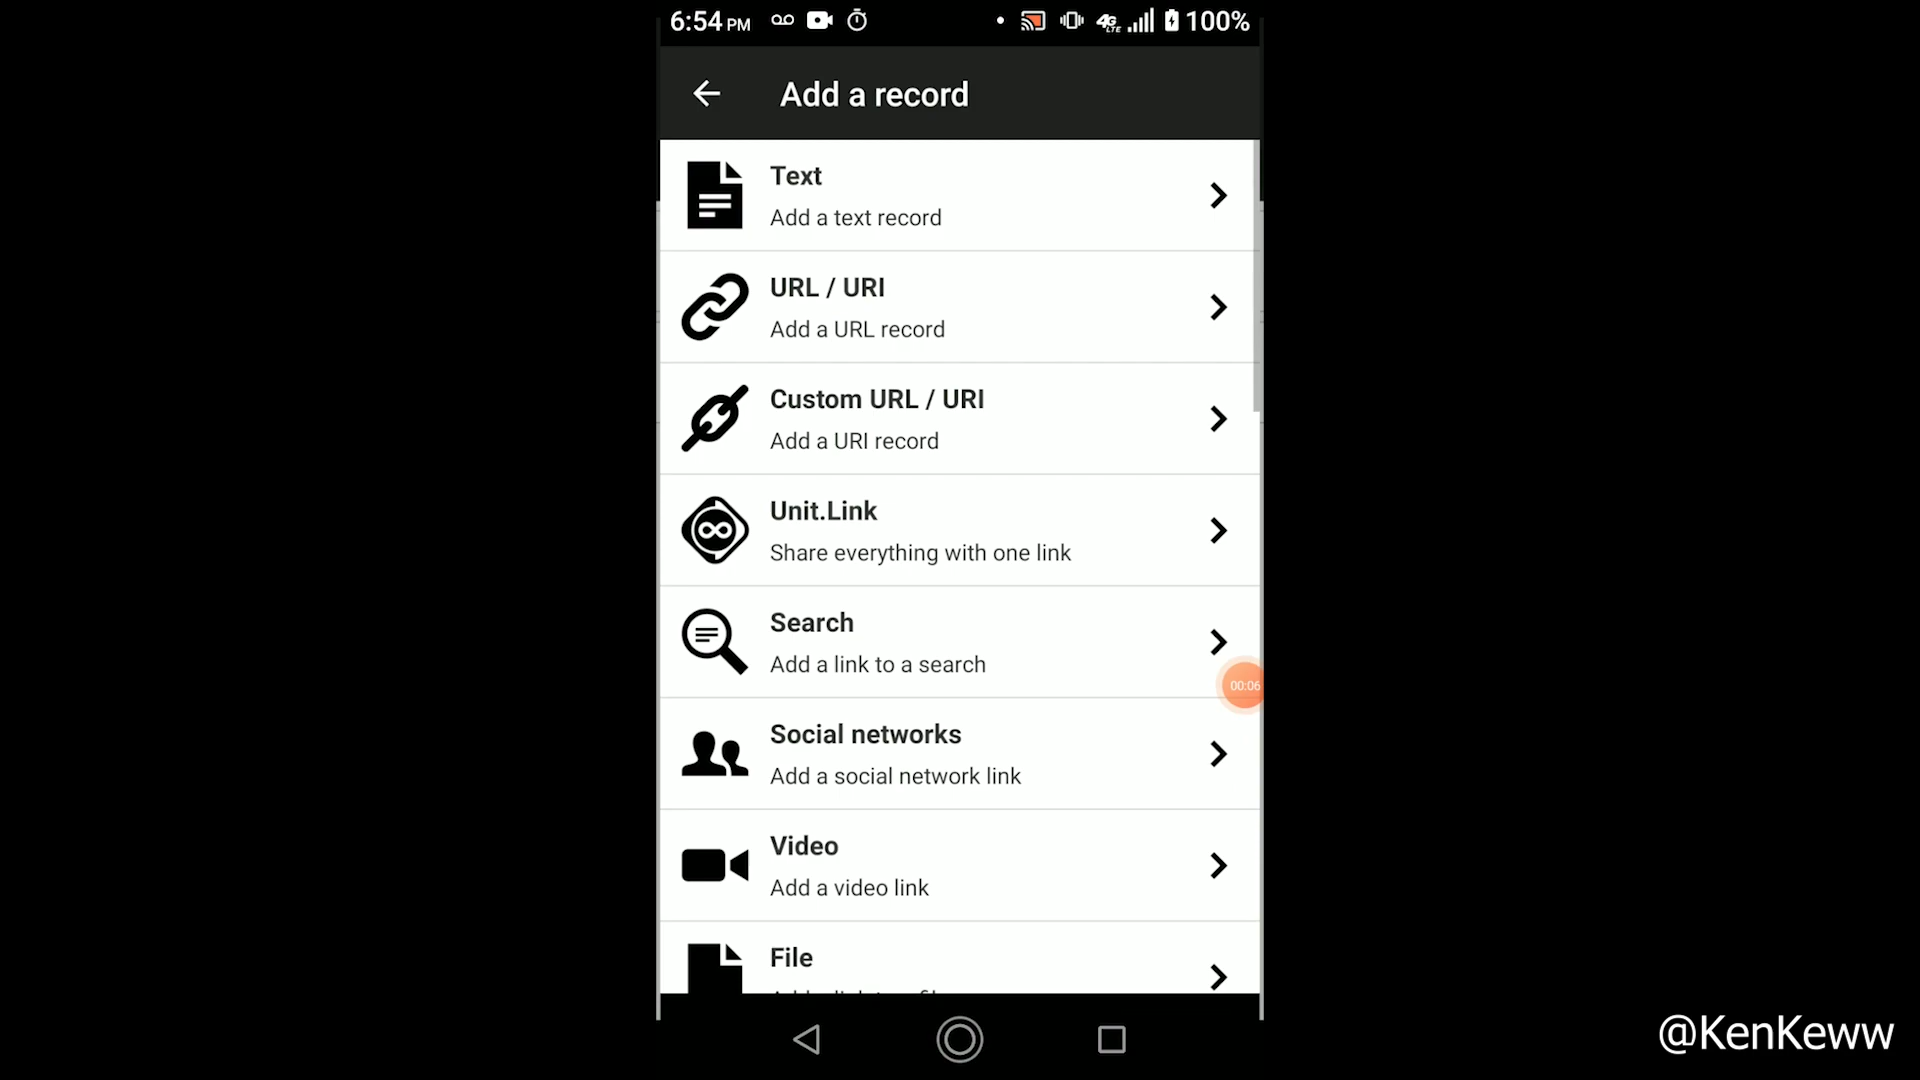 6:54 PM 4G LTE 100%
Add a record
Text
Add a text record
URL / URI
Add a URL record
Custom URL / URI
Add a URI record
Unit.Link
Share everything with one link
Search
Add a link to a search
00:06
Social networks
Add a social network link
Video
Add a video link
File
@KenKeww